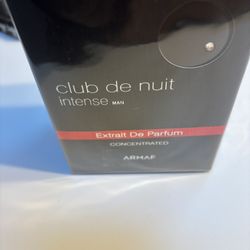 club de nuit
intense MAN
Extrait De Parfum
CONCENTRATED
ARMAF